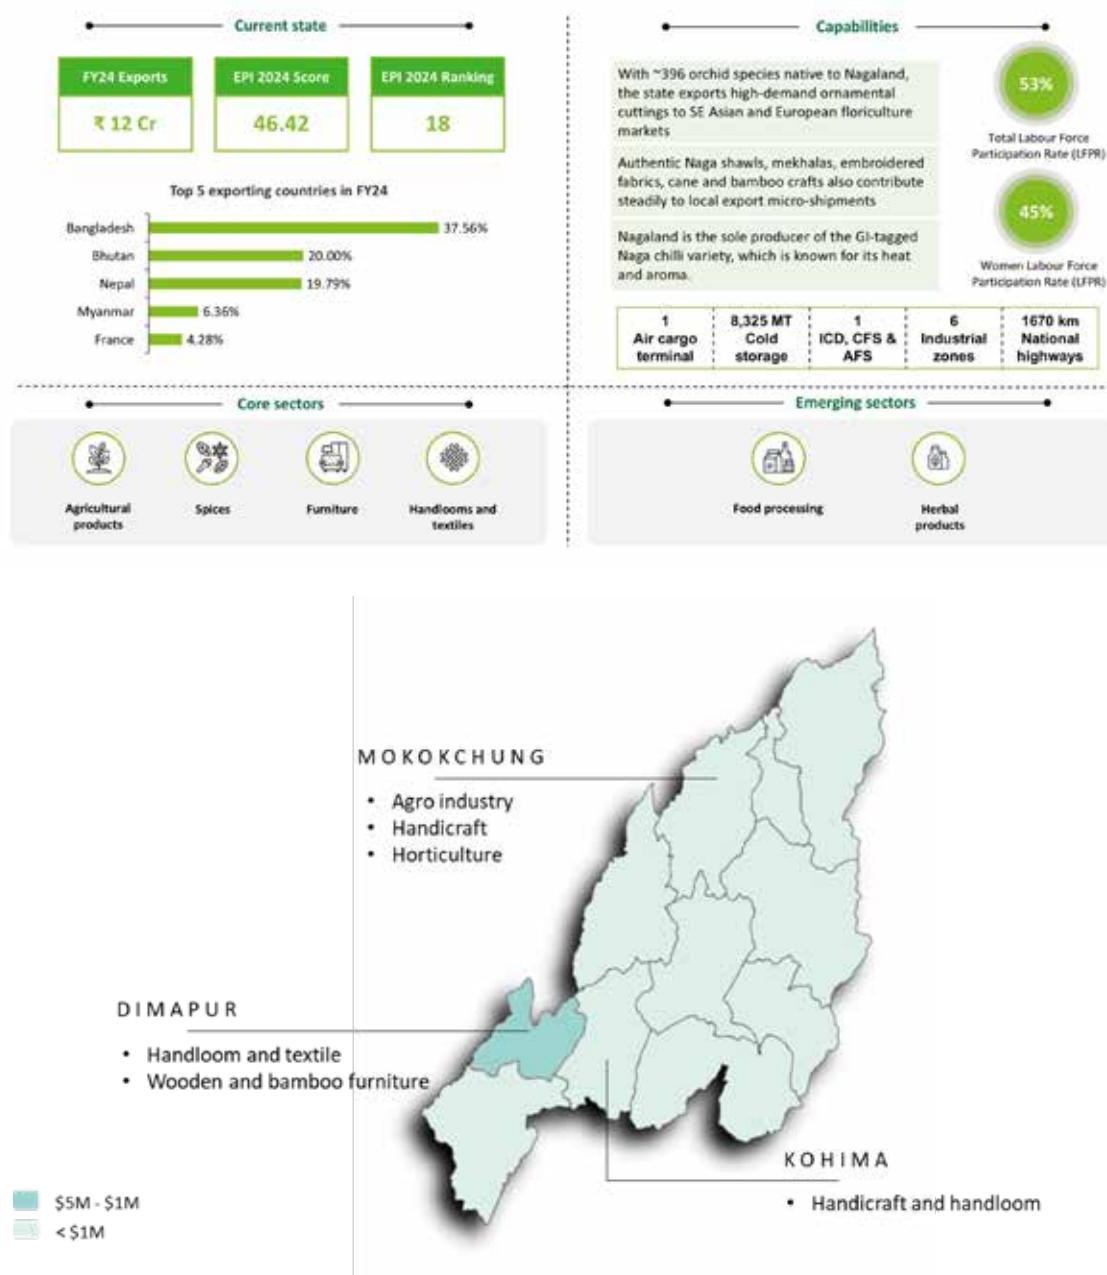 Current state
FY24 Exports
₹ 12 Cr
EPI 2024 Score
46.42
EPI 2024 Ranking
18
Top 5 exporting countries in FY24
Bangladesh 37.56%
Bhutan 20.00%
Nepal 19.79%
Myanmar 6.36%
France 4.28%
Capabilities
With ~396 orchid species native to Nagaland,
the state exports high-demand ornamental
cuttings to SE Asian and European floriculture
markets
Authentic Naga shawls, mekhalas, embroidered
fabrics, cane and bamboo crafts also contribute
steadily to local export micro-shipments
Nagaland is the sole producer of the GI-tagged
Naga chilli variety, which is known for its heat
and aroma.
53%
Total Labour Force
Participation Rate (LFPR)
45%
Women Labour Force
Participation Rate (LFPR)
1
Air cargo
terminal
8,325 MT
Cold
storage
1
ICD, CFS &
AFS
6
Industrial
zones
1670 km
National
highways
Core sectors
Agricultural
products
Spices
Furniture
Handlooms and
textiles
Emerging sectors
Food processing
Herbal
products
MOKOKCHUNG
• Agro industry
• Handicraft
• Horticulture
DIMAPUR
• Handloom and textile
• Wooden and bamboo furniture
KOHIMA
• Handicraft and handloom
$5M - $1M
< $1M